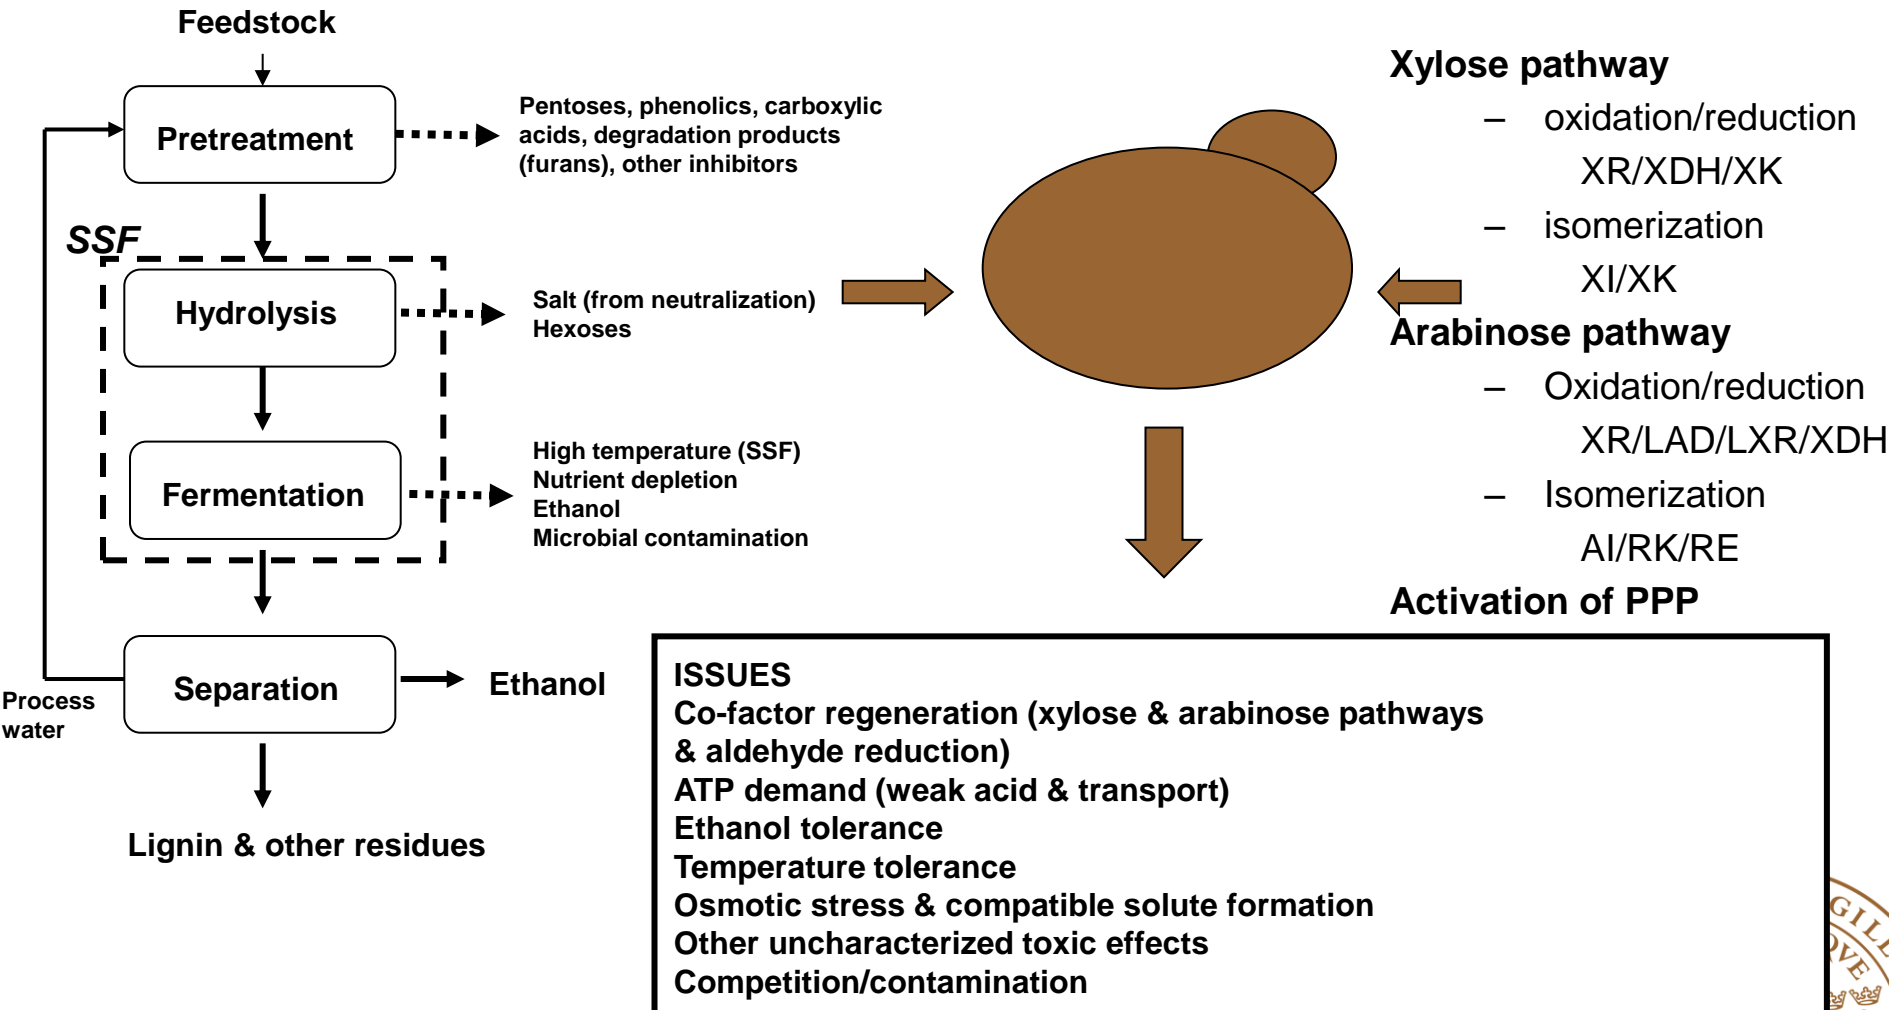 Feedstock
Pretreatment
Pentoses, phenolics, carboxylic
acids, degradation products
(furans), other inhibitors
SSF
Hydrolysis
Salt (from neutralization)
Hexoses
Fermentation
High temperature (SSF)
Nutrient depletion
Ethanol
Microbial contamination
Separation
Ethanol
Process
water
Lignin & other residues
Xylose pathway
– oxidation/reduction
XR/XDH/XK
– isomerization
XI/XK
Arabinose pathway
– Oxidation/reduction
XR/LAD/LXR/XDH
– Isomerization
AI/RK/RE
Activation of PPP
ISSUES
Co-factor regeneration (xylose & arabinose pathways
& aldehyde reduction)
ATP demand (weak acid & transport)
Ethanol tolerance
Temperature tolerance
Osmotic stress & compatible solute formation
Other uncharacterized toxic effects
Competition/contamination